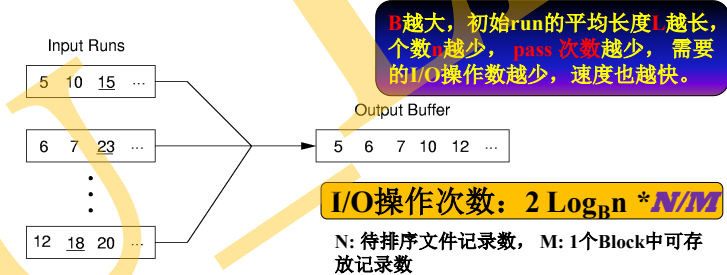 B越大，初始run的平均长度L越长，
个数n越少， pass 次数越少， 需要
的I/O操作数越少，速度也越快。
Input Runs
5 10 15 ...
Output Buffer
6 7 23 ...
5 6 7 10 12 ...
12 18 20 ...
I/O操作次数：2 LogBn *N/M
N: 待排序文件记录数， M: 1个Block中可存
放记录数